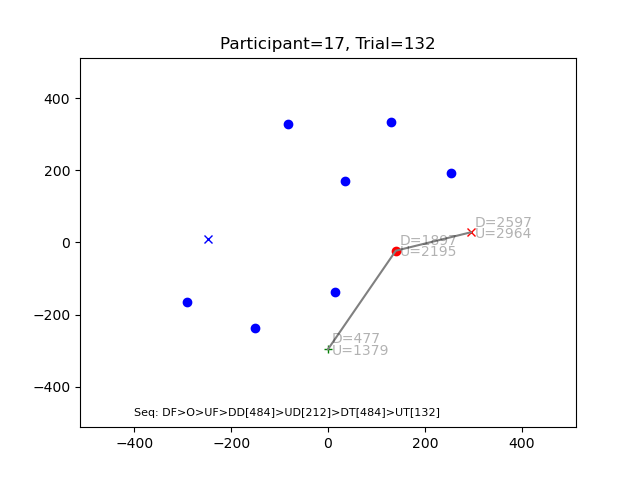 Participant=17, Trial=132
400
200
0
−200
−400
D=2597
U=2964
D=1897
U=2195
D=477
U=1379
Seq: DF>O>UF>DD[484]>UD[212]>DT[484]>UT[132]
−400
−200
0
200
400